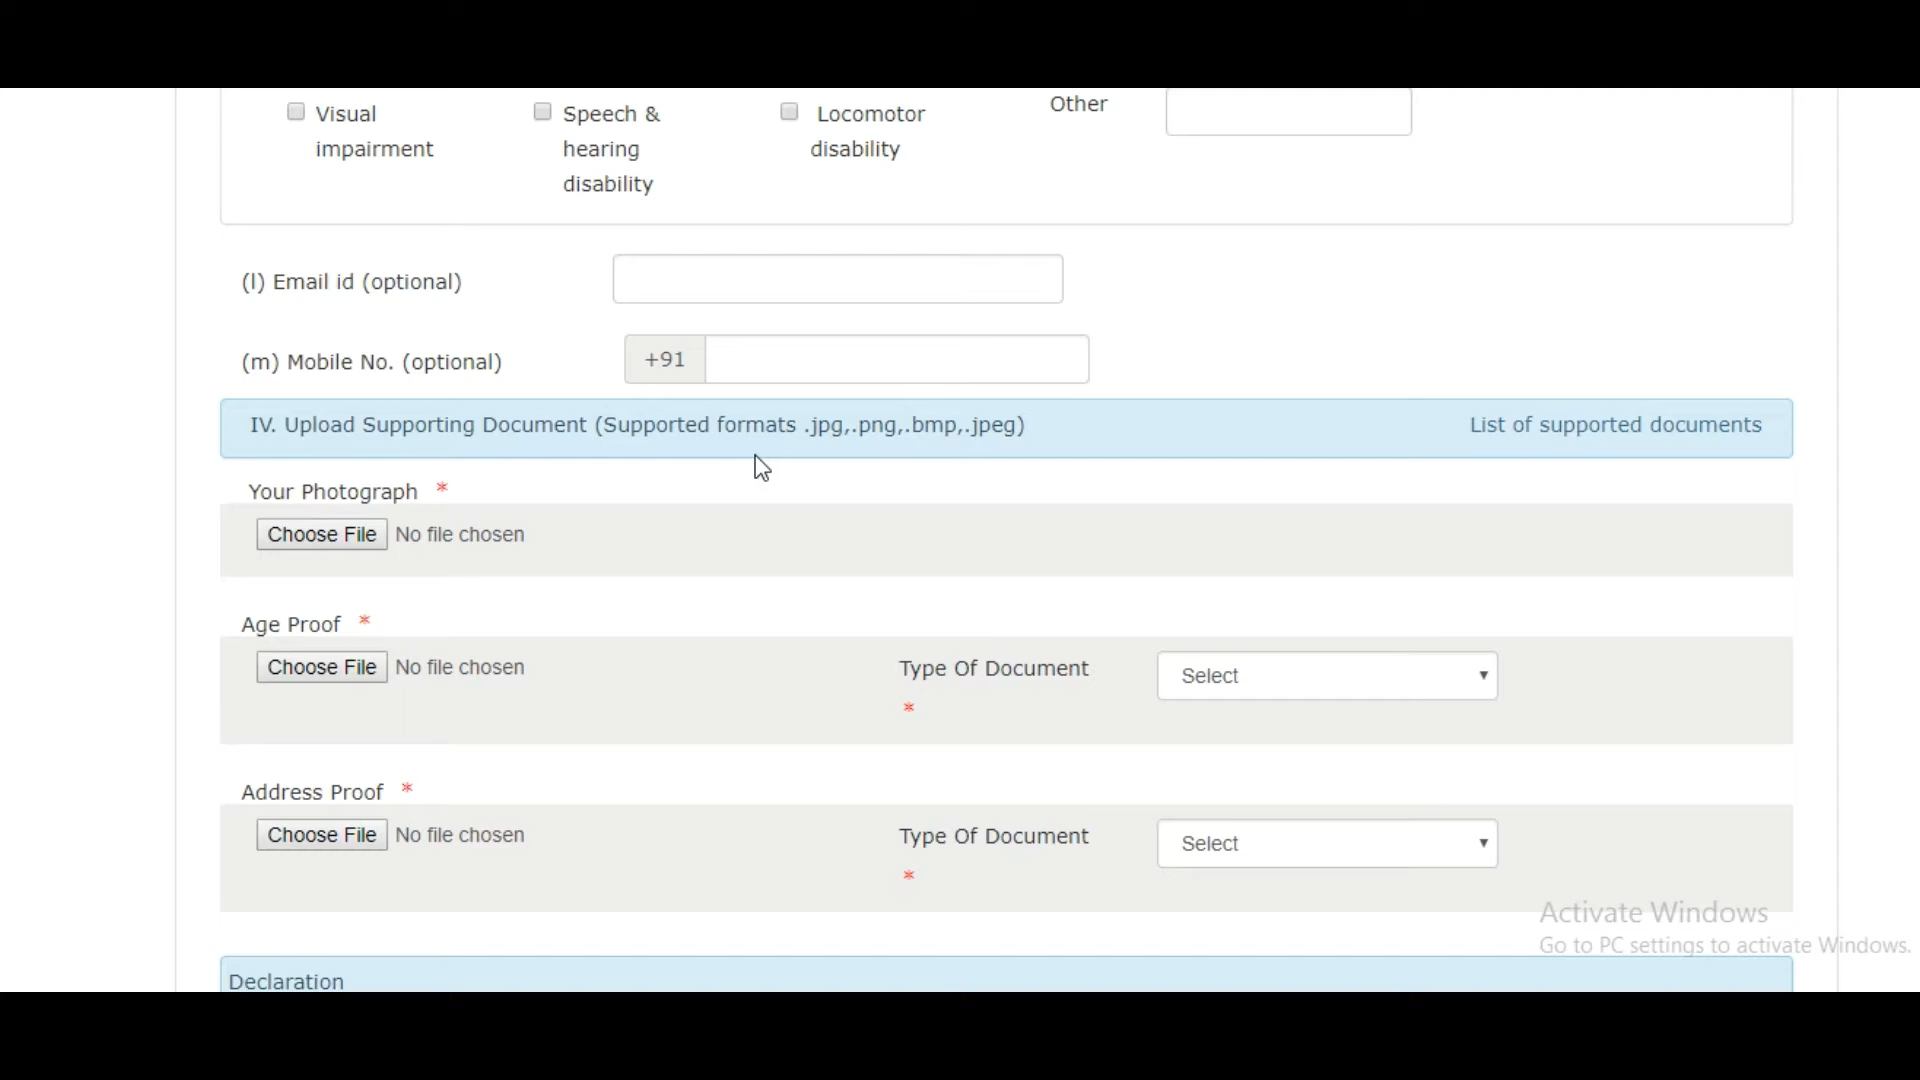 Visual
impairment
Speech &
hearing
disability
Locomotor
disability
Other
(l) Email id (optional)
(m) Mobile No. (optional)
+91
IV. Upload Supporting Document (Supported formats .jpg,.png,.bmp,.jpeg)
List of supported documents
Your Photograph *
Choose File No file chosen
Age Proof *
Choose File No file chosen
Type Of Document
*
Select
Address Proof *
Choose File No file chosen
Type Of Document
*
Select
Activate Windows
Go to PC settings to activate Windows.
Declaration